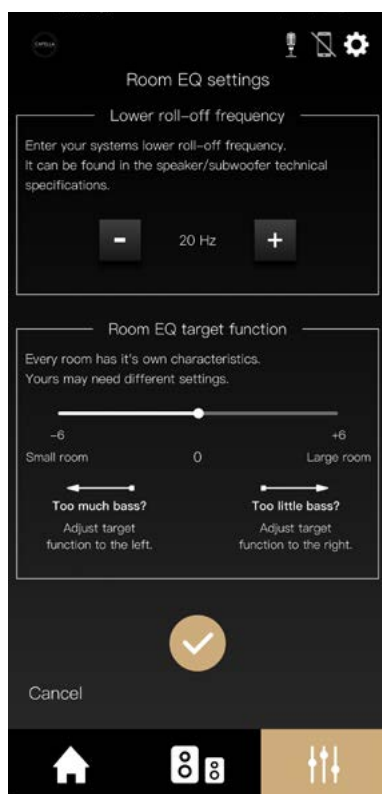 CAPELLA
Room EQ settings
Lower roll-off frequency
Enter your systems lower roll-off frequency.
It can be found in the speaker/subwoofer technical
specifications.
- 20 Hz +
Room EQ target function
Every room has it's own characteristics.
Yours may need different settings.
-6 +6
Small room 0 Large room
Too much bass? Too little bass?
Adjust target Adjust target
function to the left. function to the right.
Cancel